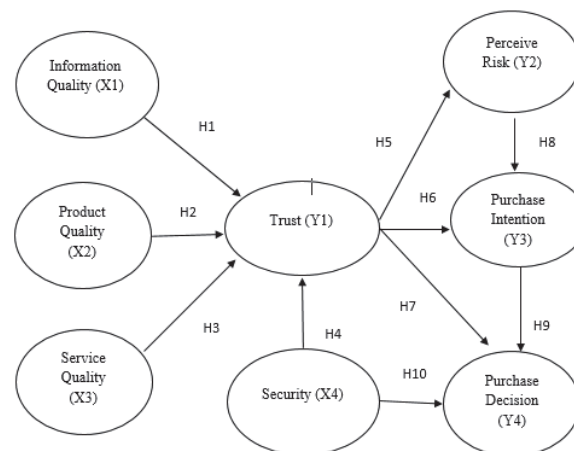 Information
Quality (X1)
Perceive
Risk (Y2)
H1
H5
H8
Product
Quality
(X2)
H2
Trust (Y1)
H6
Purchase
Intention
(Y3)
H3
H7
H4
H9
Service
Quality
(X3)
Security (X4)
H10
Purchase
Decision
(Y4)